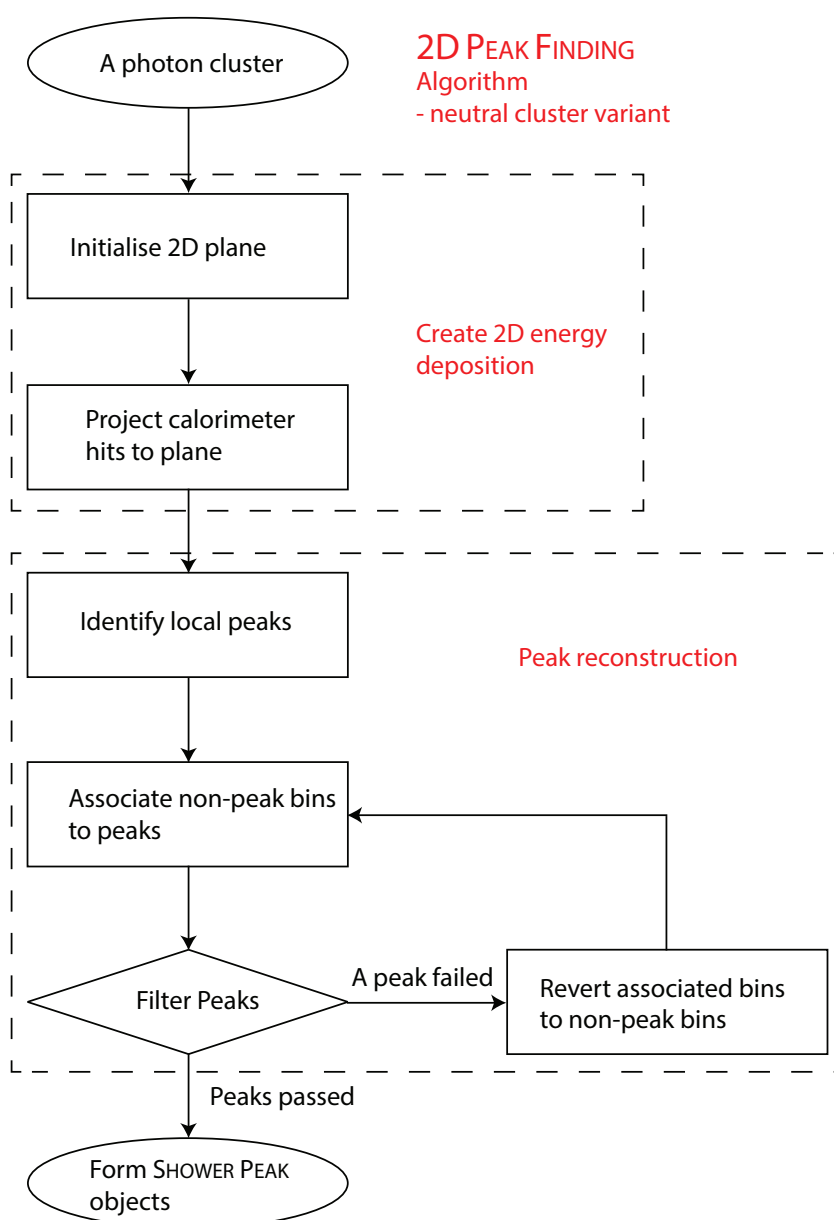 A photon cluster
2D PEAK FINDING
Algorithm
- neutral cluster variant
Initialise 2D plane
Create 2D energy
deposition
Project calorimeter
hits to plane
Identify local peaks
Peak reconstruction
Associate non-peak bins
to peaks
Filter Peaks
A peak failed
Revert associated bins
to non-peak bins
Peaks passed
Form SHOWER PEAK
objects